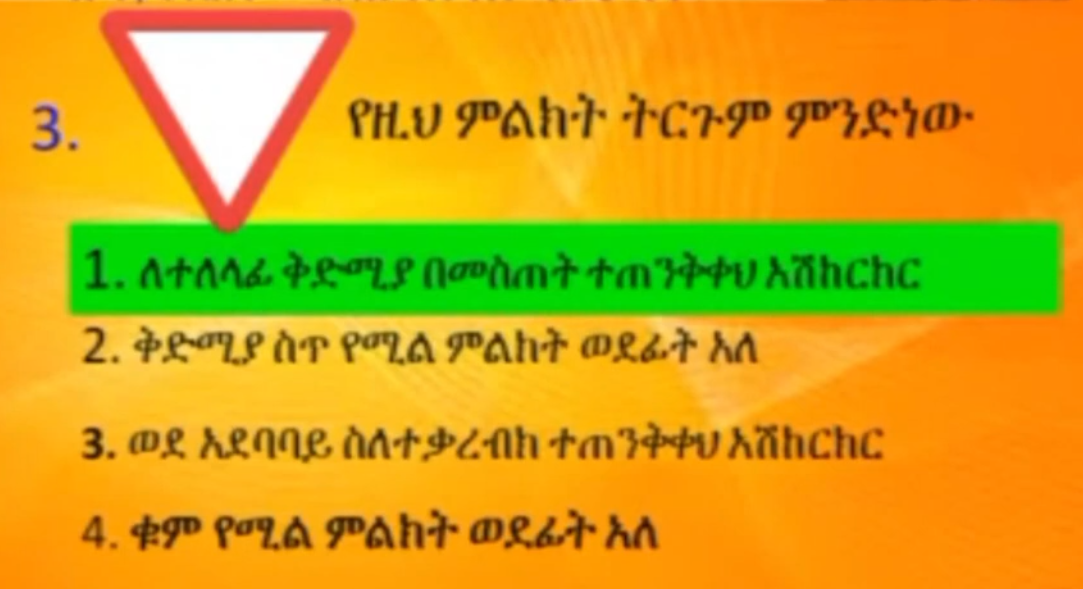 3. የዚህ ምልክት ትርጉም ምንድነው
1. ለተለላፊ ቅድሚያ በመስጠት ተጠንቅቀህ አሽከርክር
2. ቅድሚያ ስጥ የሚል ምልክት ወደፊት አለ
3. ወደ አደባባይ ስለተቃረብክ ተጠንቅቀህ አሽከርክር
4. ቁም የሚል ምልክት ወደፊት አለ